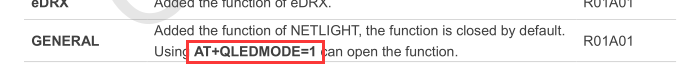 eDRX Added the function of eDRX. R01A01
Added the function of NETLIGHT, the function is closed by default.
GENERAL R01A01
Using AT+QLEDMODE=1 can open the function.